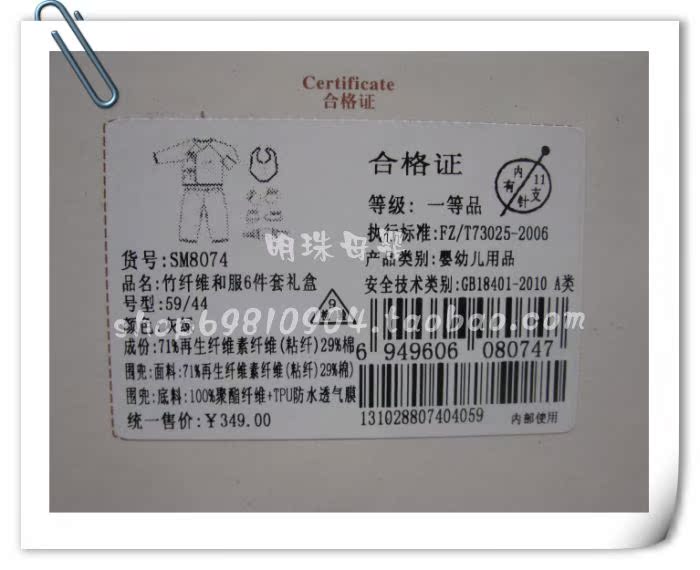 Certificate
合格证
合格证
内有11支针
等级: 一等品
执行标准:FZ/T73025-2006
产品类别:婴幼儿用品
安全技术类别:GB18401-2010 A类
货号:SM8074
品名:竹纤维和服6件套礼盒
号型:59/44
9
颜色:
成份:71%再生纤维素纤维(粘纤)29%棉
围兜:面料:71%再生纤维素纤维(粘纤)29%棉)
围兜:底料:100%聚酯纤维+TPU防水透气膜
统一售价:¥349.00
6 949606 080747
131028807404059
内部使用
明珠母婴
shop69810904.taobao.com